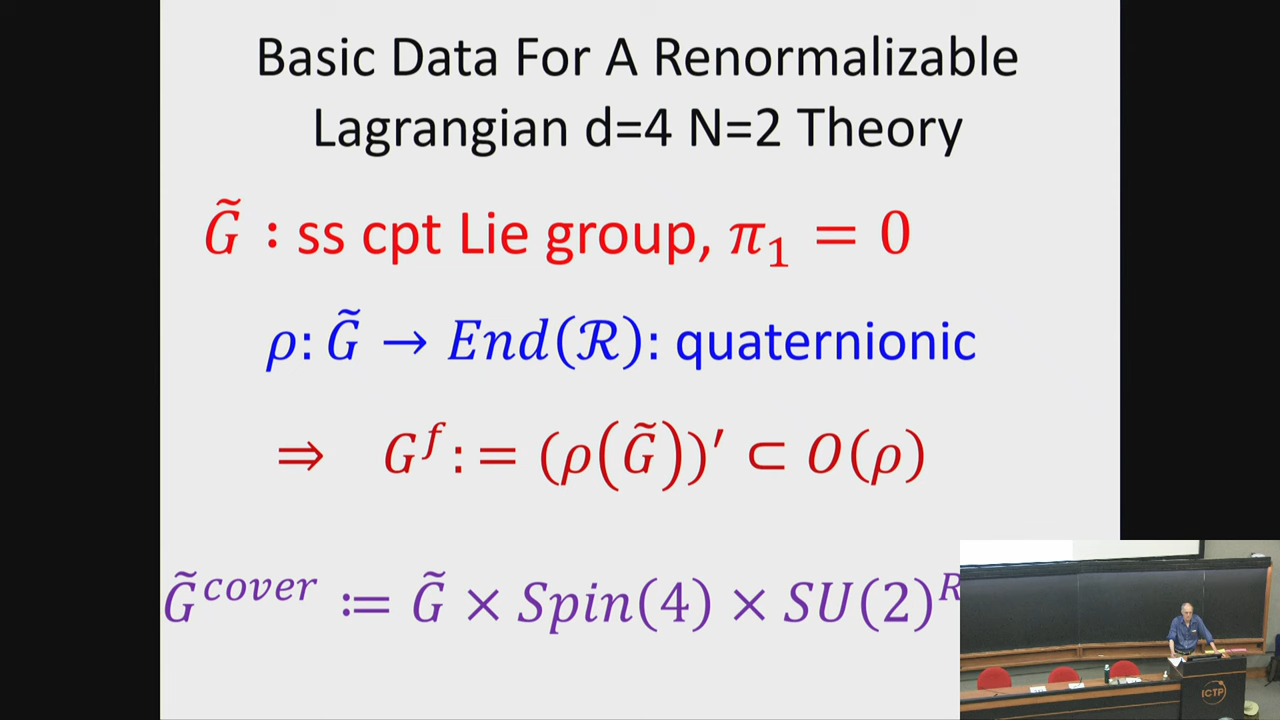 Basic Data For A Renormalizable
Lagrangian d=4 N=2 Theory
G̃ : ss cpt Lie group, π₁ = 0
ρ: G̃ → End(ℛ): quaternionic
⇒ G^f := (ρ(G̃))′ ⊂ O(ρ)
G̃^cover := G̃ × Spin(4) × SU(2)^R
ICTP